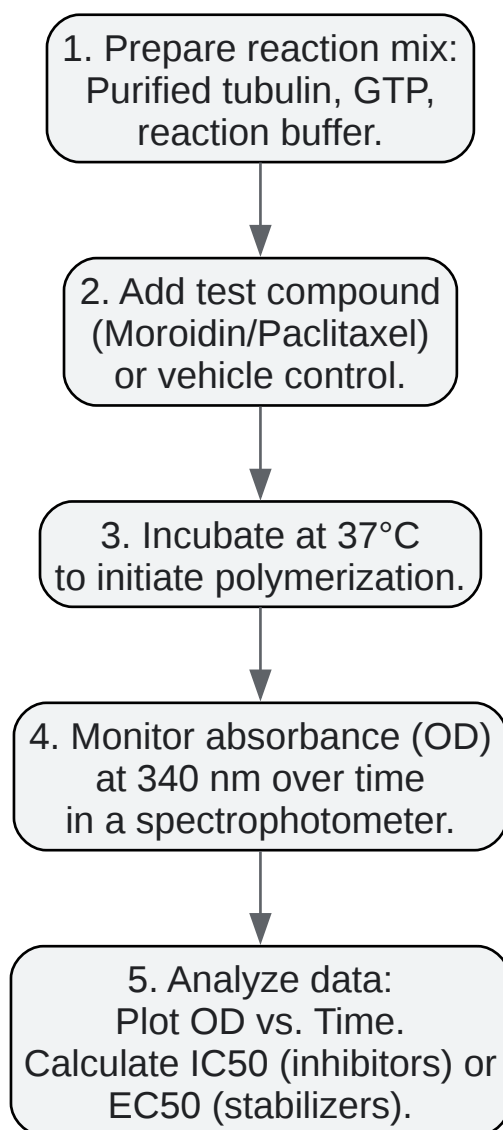 1. Prepare reaction mix:
Purified tubulin, GTP,
reaction buffer.
2. Add test compound
(Moroidin/Paclitaxel)
or vehicle control.
3. Incubate at 37°C
to initiate polymerization.
4. Monitor absorbance (OD)
at 340 nm over time
in a spectrophotometer.
5. Analyze data:
Plot OD vs. Time.
Calculate IC50 (inhibitors) or
EC50 (stabilizers).